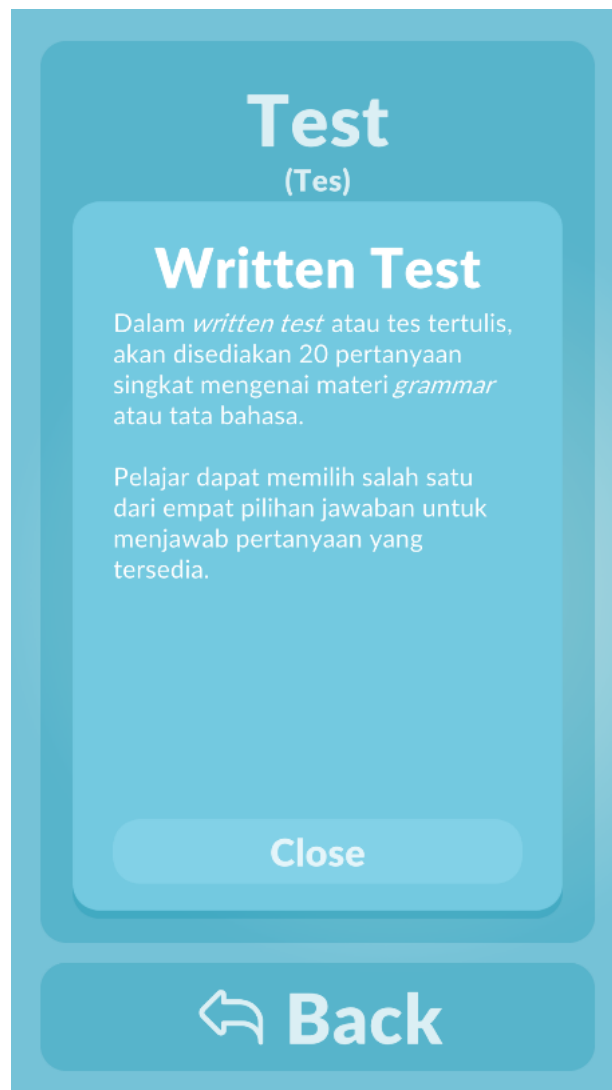 Test
(Tes)
Written Test
Dalam written test atau tes tertulis,
akan disediakan 20 pertanyaan
singkat mengenai materi grammar
atau tata bahasa.
Pelajar dapat memilih salah satu
dari empat pilihan jawaban untuk
menjawab pertanyaan yang
tersedia.
Close
Back